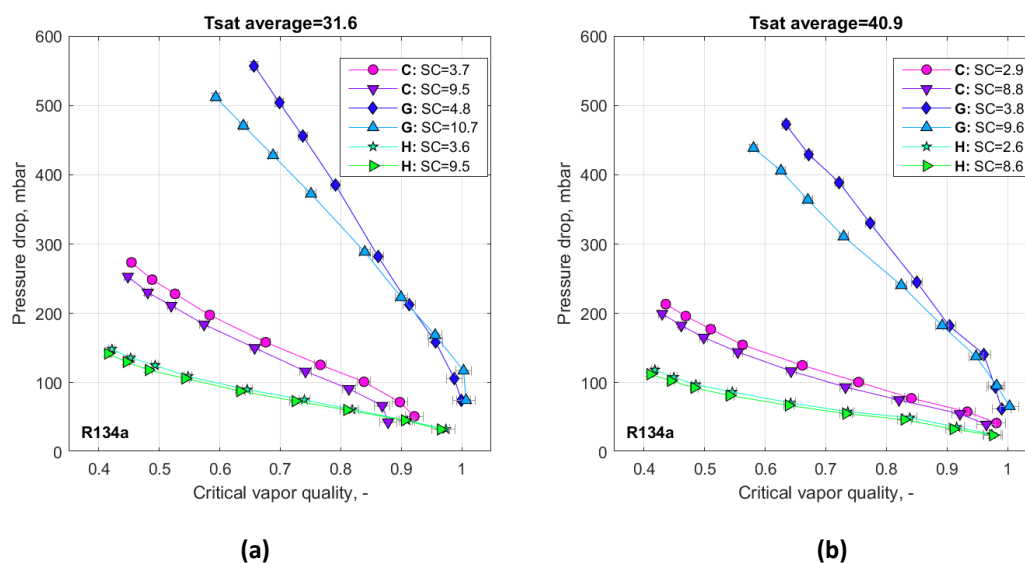 Tsat average=31.6
600
500
400
300
200
100
0
Pressure drop, mbar
C: SC=3.7
C: SC=9.5
G: SC=4.8
G: SC=10.7
H: SC=3.6
H: SC=9.5
R134a
0.4 0.5 0.6 0.7 0.8 0.9 1
Critical vapor quality, -
(a)
Tsat average=40.9
600
500
400
300
200
100
0
Pressure drop, mbar
C: SC=2.9
C: SC=8.8
G: SC=3.8
G: SC=9.6
H: SC=2.6
H: SC=8.6
R134a
0.4 0.5 0.6 0.7 0.8 0.9 1
Critical vapor quality, -
(b)